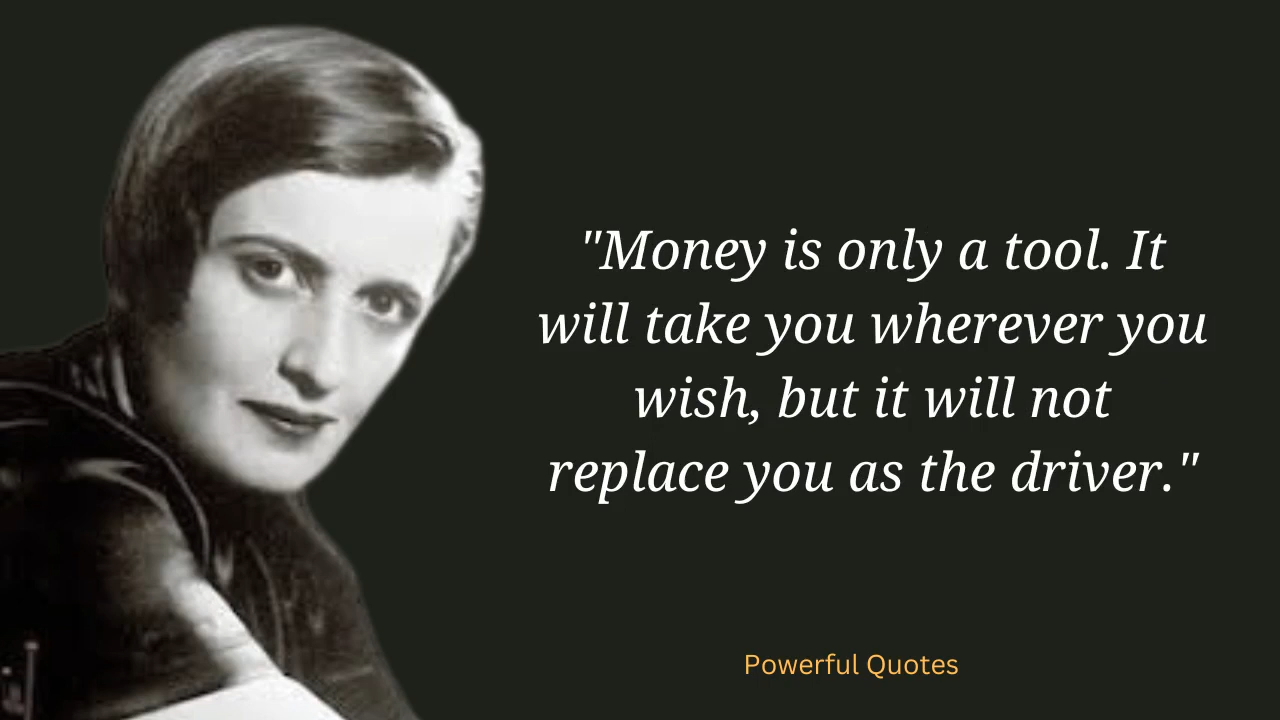 "Money is only a tool. It
will take you wherever you
wish, but it will not
replace you as the driver."
Powerful Quotes